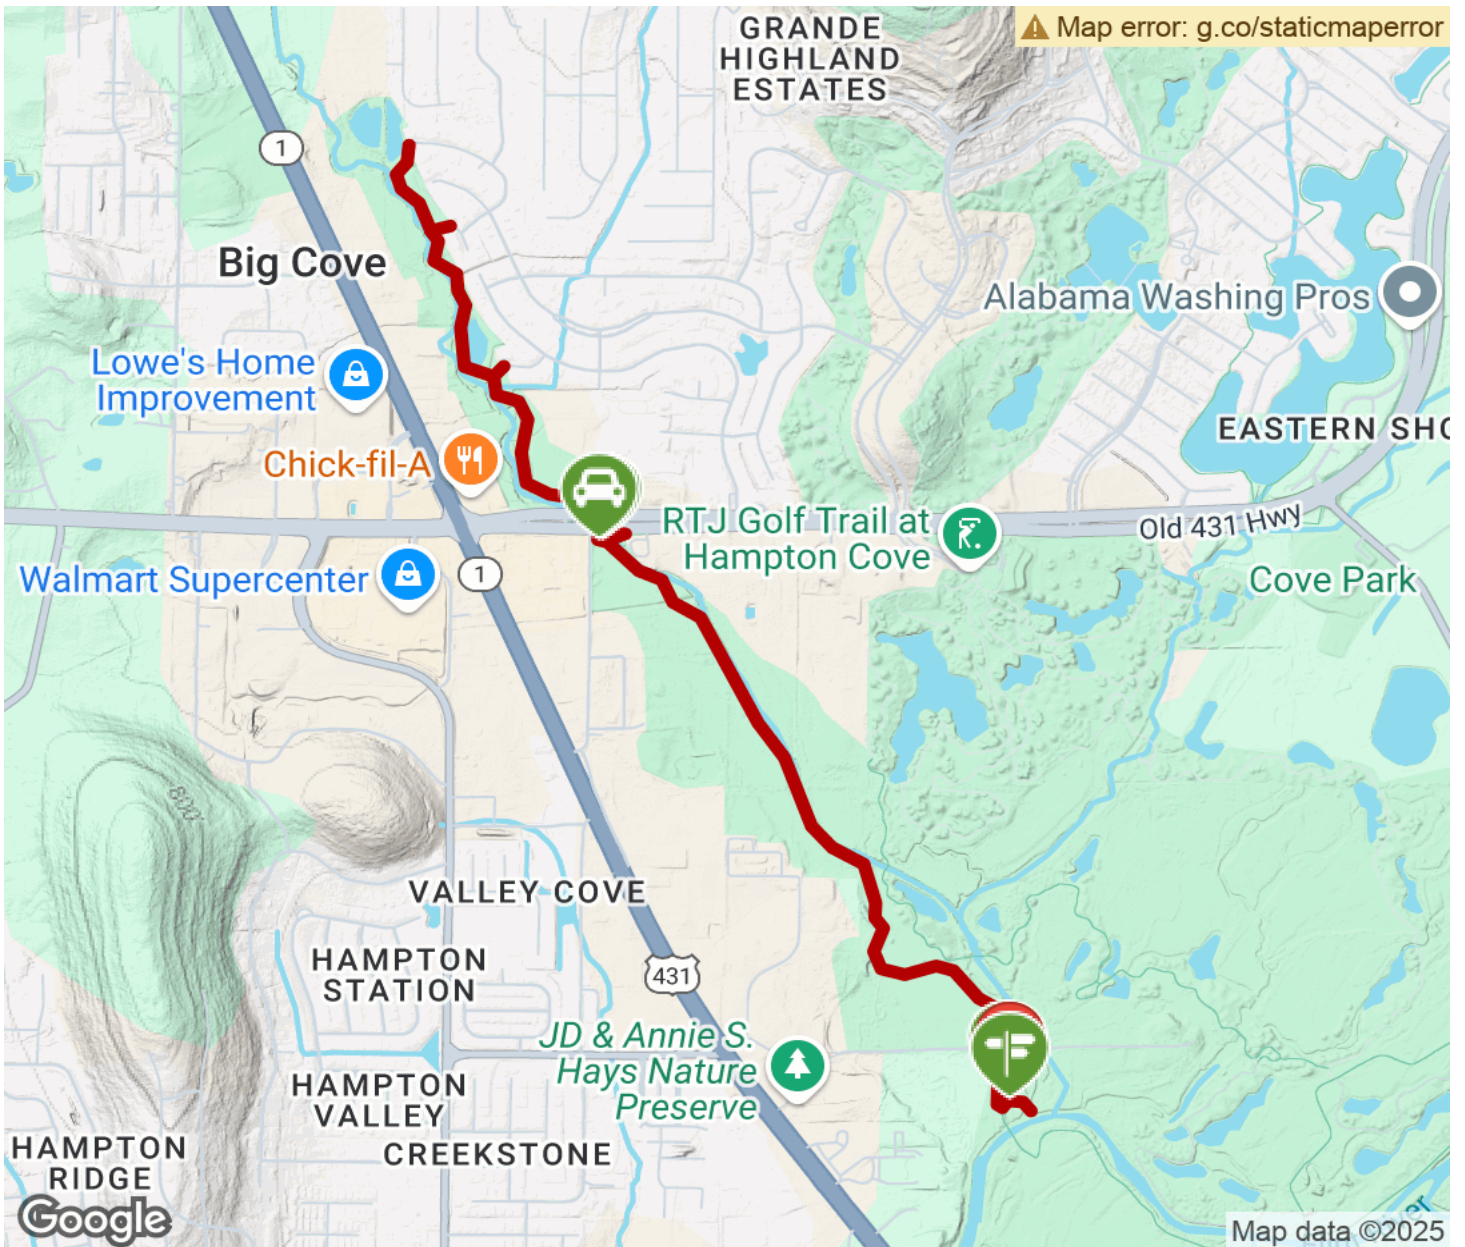 GRANDE
HIGHLAND
ESTATES
Map error: g.co/staticmaperror
1
Big Cove
Alabama Washing Pros
Lowe's Home
Improvement
EASTERN SHO
Chick-fil-A
RTJ Golf Trail at
Hampton Cove
Old 431 Hwy
Walmart Supercenter
1
Cove Park
800
VALLEY COVE
HAMPTON
STATION
431
JD & Annie S.
Hays Nature
Preserve
HAMPTON
VALLEY
CREEKSTONE
HAMPTON
RIDGE
Google
Map data ©2025